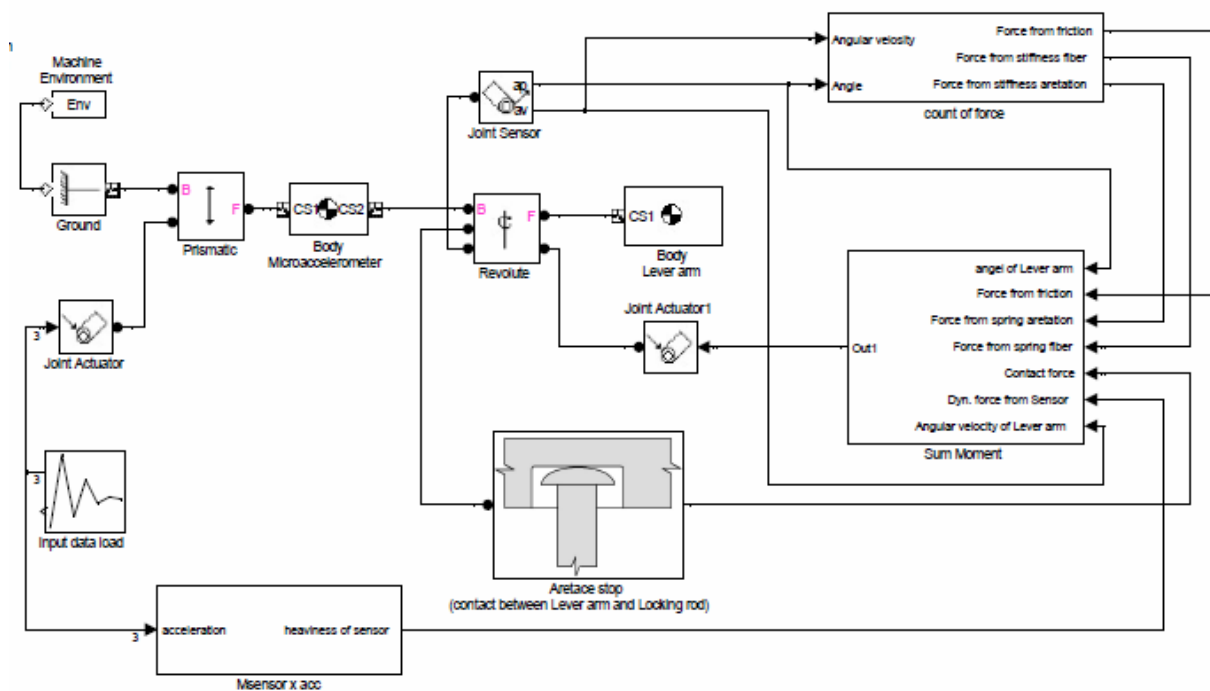 n
Machine
Environment
Env
Ground
B
F
Prismatic
CS1
CS2
Body
Microaccelerometer
ap
av
Joint Sensor
B
F
Revolute
CS1
Body
Lever arm
Angular velosity
Angle
Force from friction
Force from stiffness fiber
Force from stiffness aretation
count of force
3
Joint Actuator
Joint Actuator1
Out1
angel of Lever arm
Force from friction
Force from spring aretation
Force from spring fiber
Contact force
Dyn. force from Sensor
Angular velocity of Lever arm
Sum Moment
3
Input data load
Aretace stop
(contact between Lever arm and Locking rod)
3
acceleration
heaviness of sensor
Msensor x acc